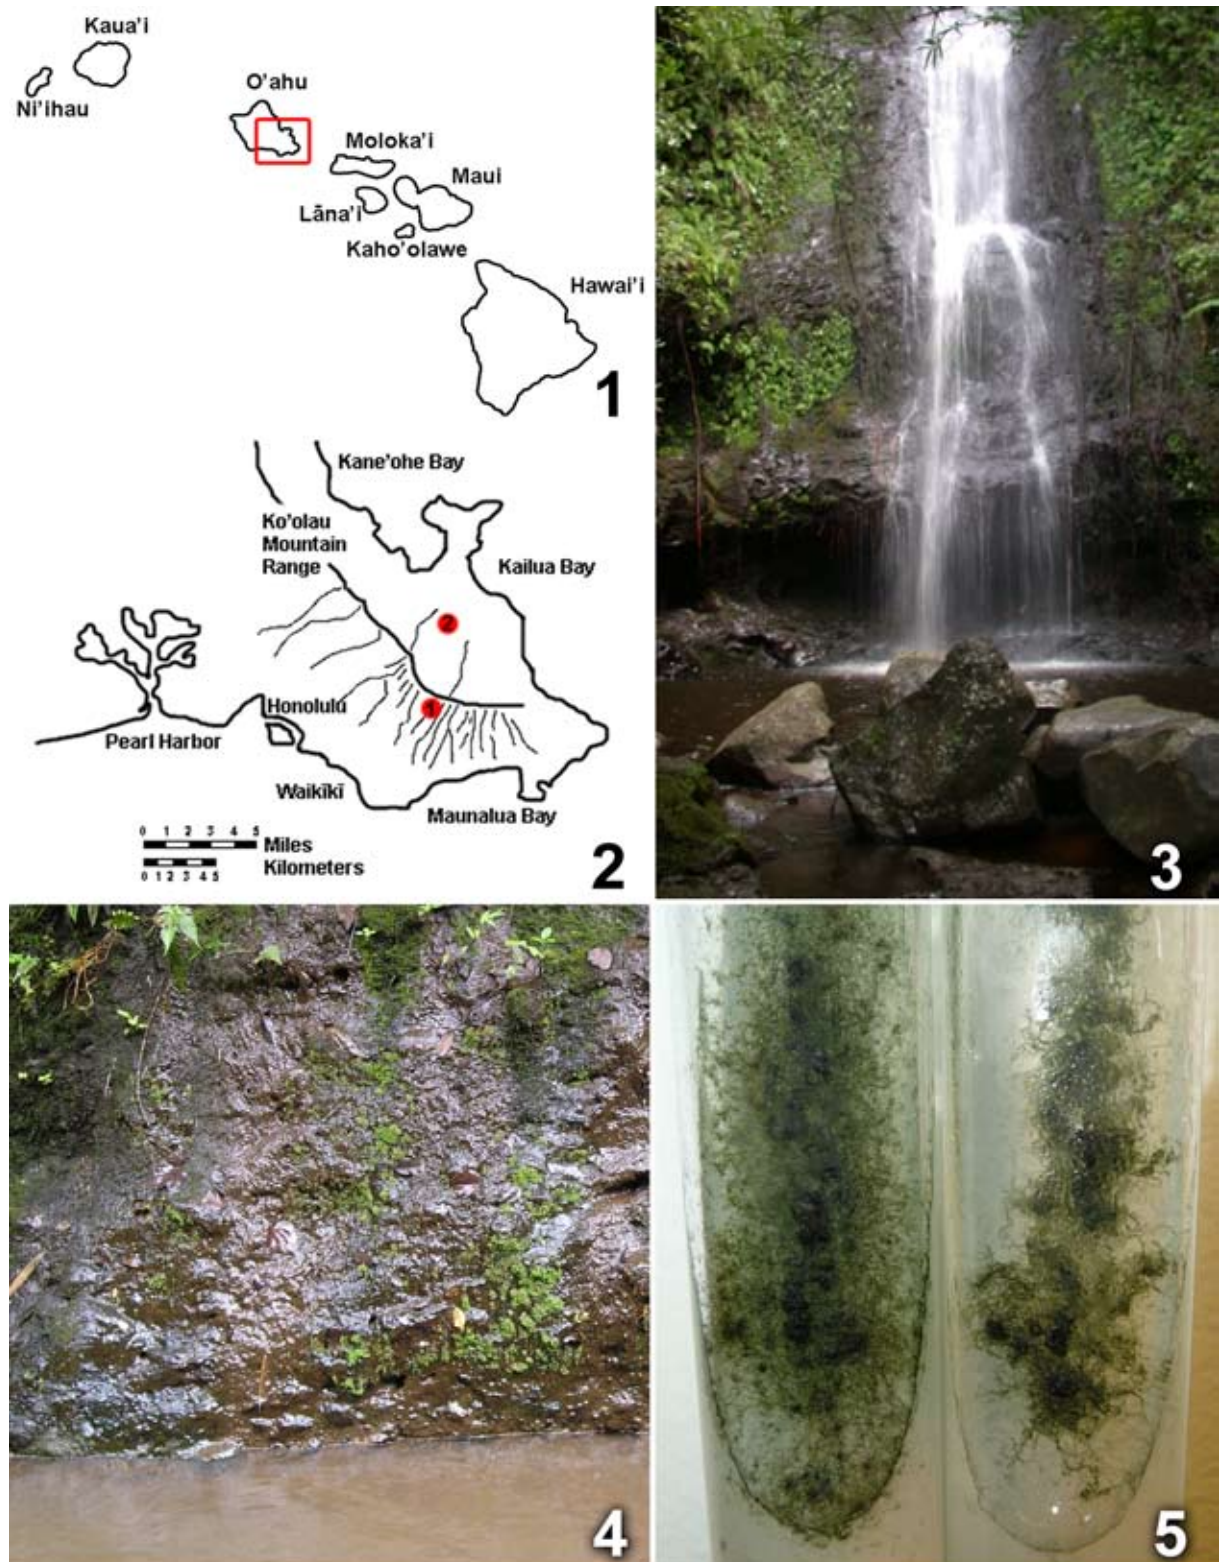 Kaua'i
Ni'ihau
O'ahu
Moloka'i
Maui
Lāna'i
Kaho'olawe
Hawai'i
1
Kane'ohe Bay
Ko'olau
Mountain
Range
Kailua Bay
2
1
Honolulu
Pearl Harbor
Waikīkī
Maunalua Bay
0 1 2 3 4 5
Miles
Kilometers
0 1 2 3 4 5
2
3
4
5